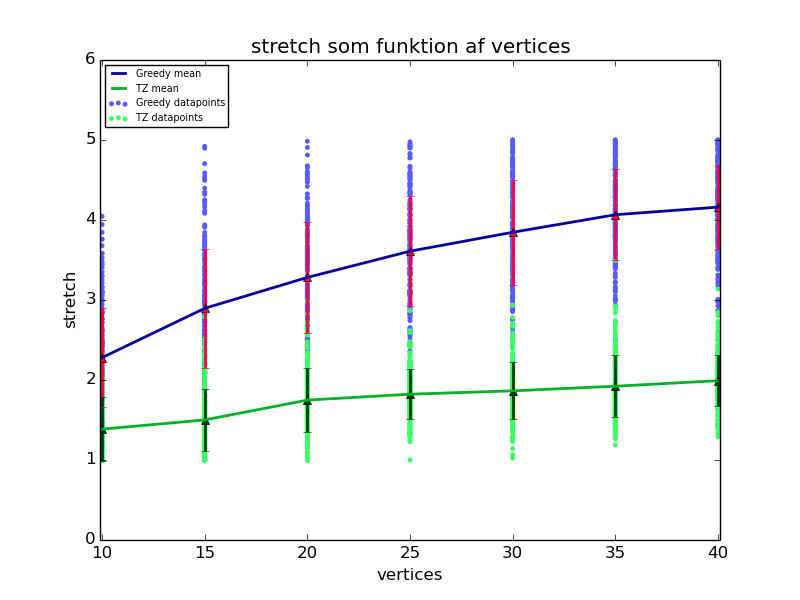 stretch som funktion af vertices
6
Greedy mean
TZ mean
Greedy datapoints
TZ datapoints
5
4
3
2
1
0
stretch
10 15 20 25 30 35 40
vertices